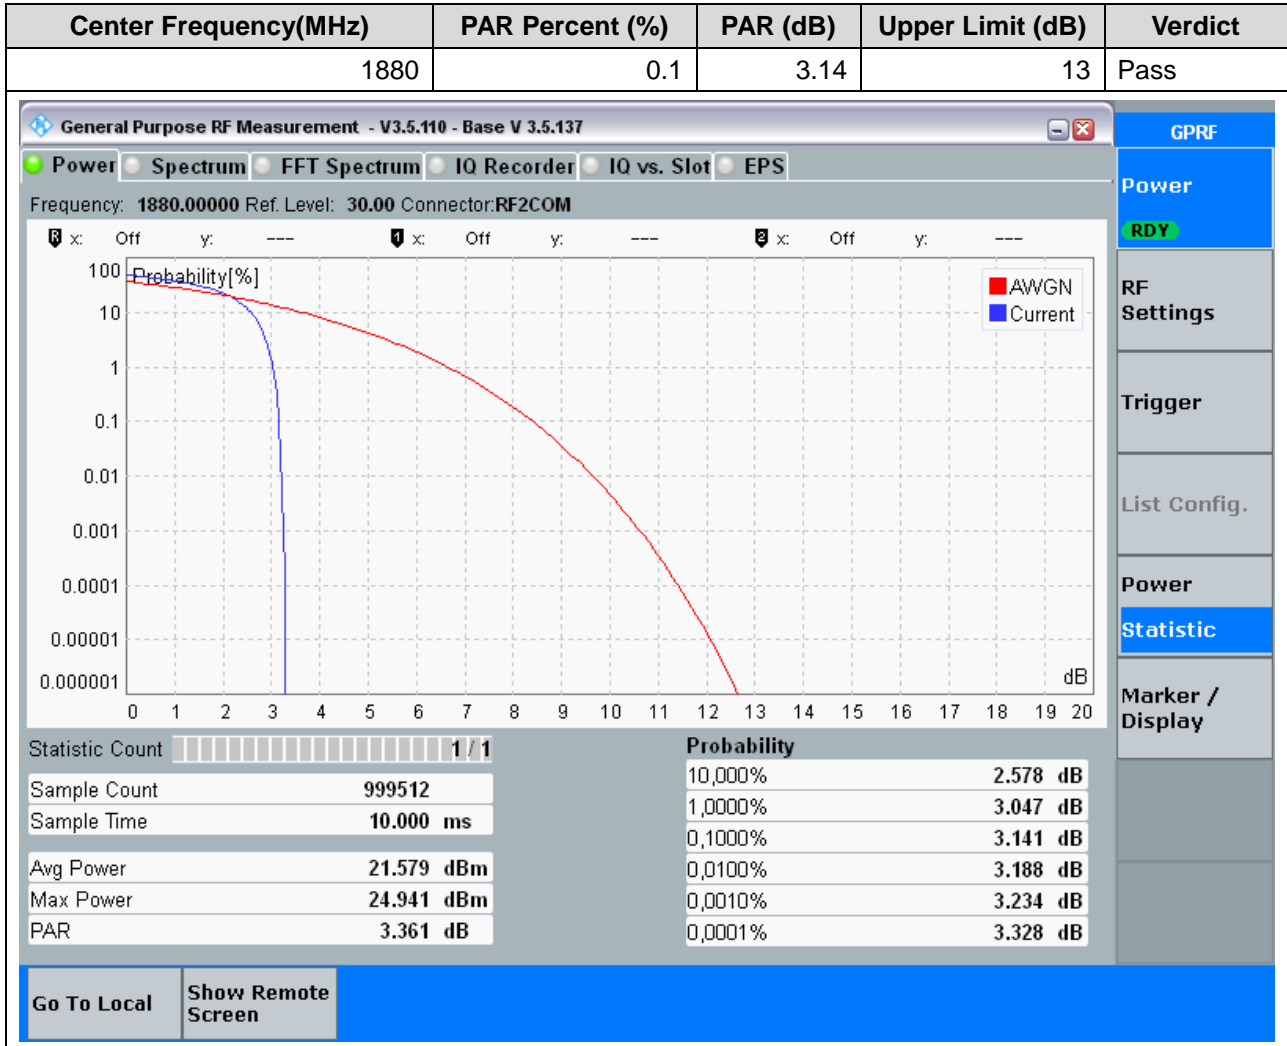 Center Frequency(MHz) PAR Percent (%) PAR (dB) Upper Limit (dB) Verdict
1880 0.1 3.14 13 Pass
General Purpose RF Measurement - V3.5.110 - Base V 3.5.137
GPRF
Power Spectrum FFT Spectrum IQ Recorder IQ vs. Slot EPS
Frequency: 1880.00000 Ref. Level: 30.00 Connector:RF2COM
R x: Off y: --- 1 x: Off y: --- 2 x: Off y: ---
Power
RDY
RF
Settings
Trigger
List Config.
Power
Statistic
Marker /
Display
Probability[%]
AWGN
Current
100
10
1
0.1
0.01
0.001
0.0001
0.00001
0.000001
dB
0 1 2 3 4 5 6 7 8 9 10 11 12 13 14 15 16 17 18 19 20
Statistic Count 1 / 1
Sample Count 999512
Sample Time 10.000 ms
Avg Power 21.579 dBm
Max Power 24.941 dBm
PAR 3.361 dB
Probability
10,000% 2.578 dB
1,0000% 3.047 dB
0,1000% 3.141 dB
0,0100% 3.188 dB
0,0010% 3.234 dB
0,0001% 3.328 dB
Go To Local
Show Remote
Screen